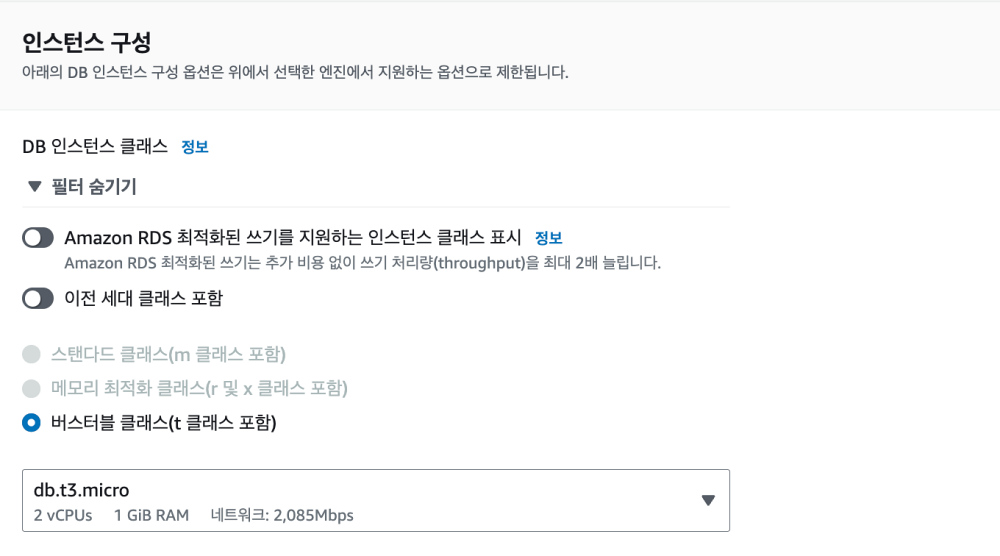 인스턴스 구성
아래의 DB 인스턴스 구성 옵션은 위에서 선택한 엔진에서 지원하는 옵션으로 제한됩니다.
DB 인스턴스 클래스 정보
▼ 필터 숨기기
Amazon RDS 최적화된 쓰기를 지원하는 인스턴스 클래스 표시 정보
Amazon RDS 최적화된 쓰기는 추가 비용 없이 쓰기 처리량(throughput)을 최대 2배 늘립니다.
이전 세대 클래스 포함
스탠다드 클래스(m 클래스 포함)
메모리 최적화 클래스(r 및 x 클래스 포함)
버스터블 클래스(t 클래스 포함)
db.t3.micro
2 vCPUs 1 GiB RAM 네트워크: 2,085Mbps